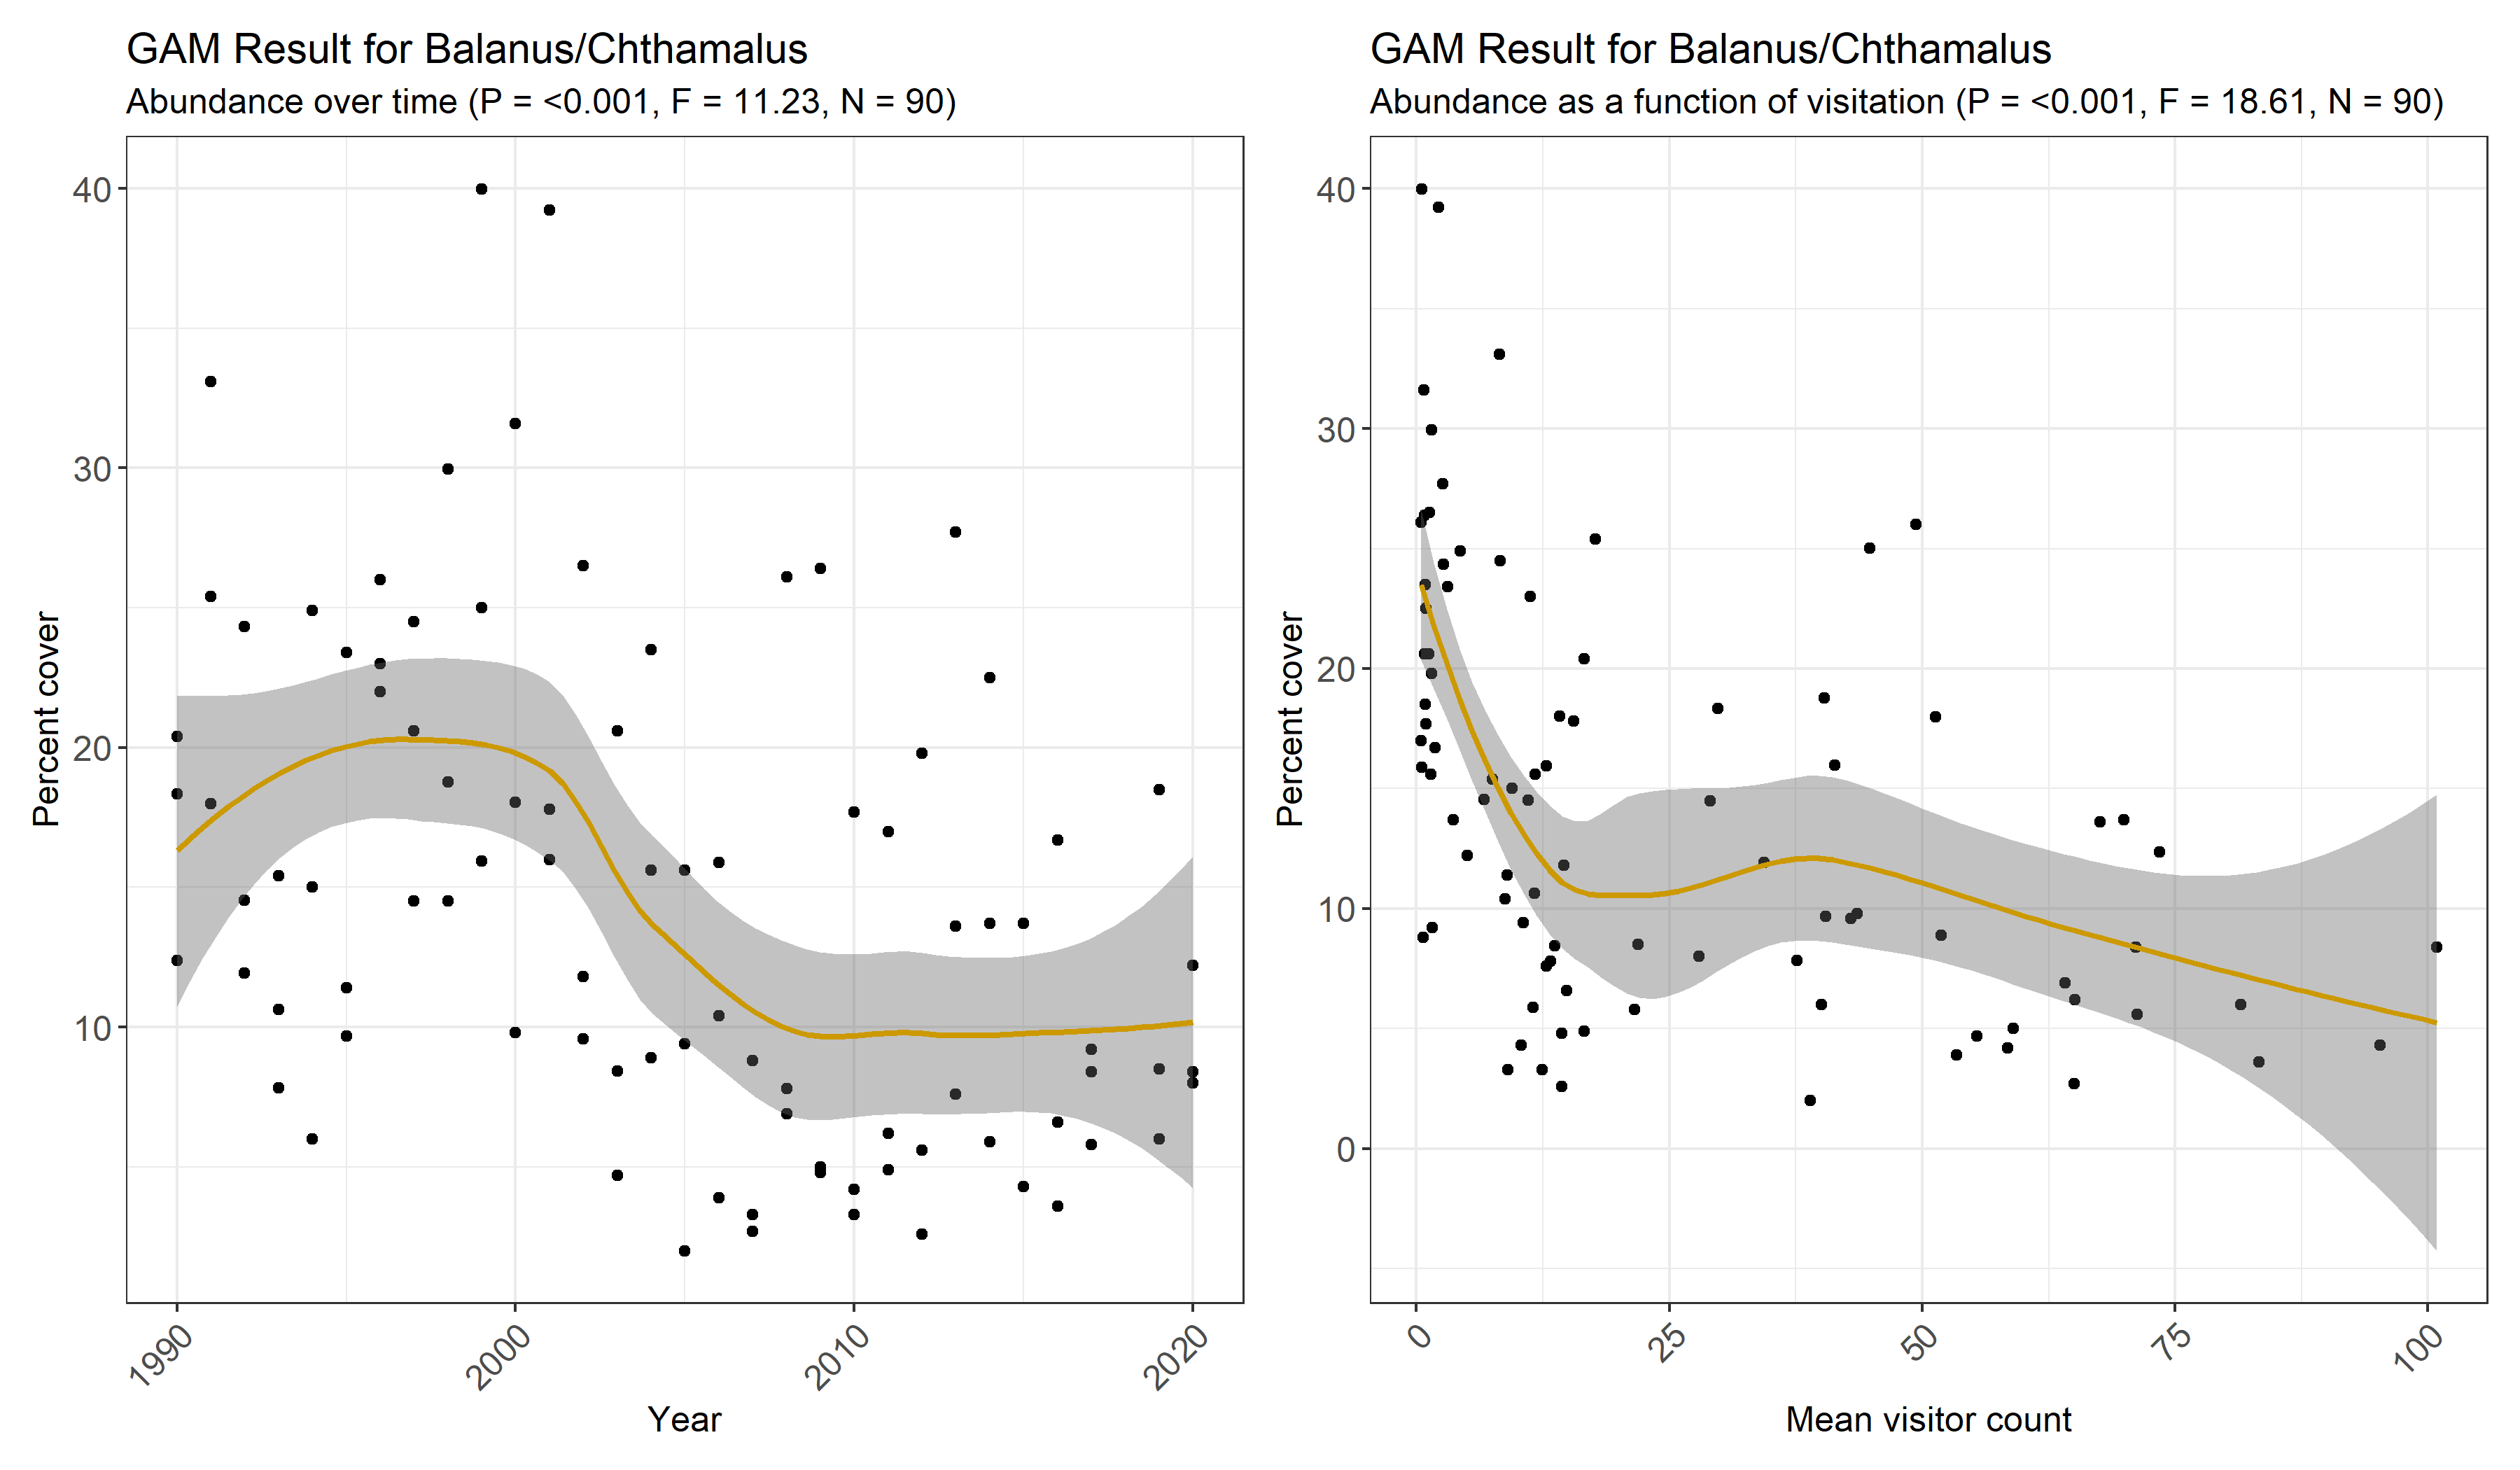 GAM Result for Balanus/Chthamalus
Abundance over time (P = <0.001, F = 11.23, N = 90)
40
30
20
10
Percent cover
1990
2000
2010
2020
Year
GAM Result for Balanus/Chthamalus
Abundance as a function of visitation (P = <0.001, F = 18.61, N = 90)
40
30
20
10
0
Percent cover
0
25
50
75
100
Mean visitor count